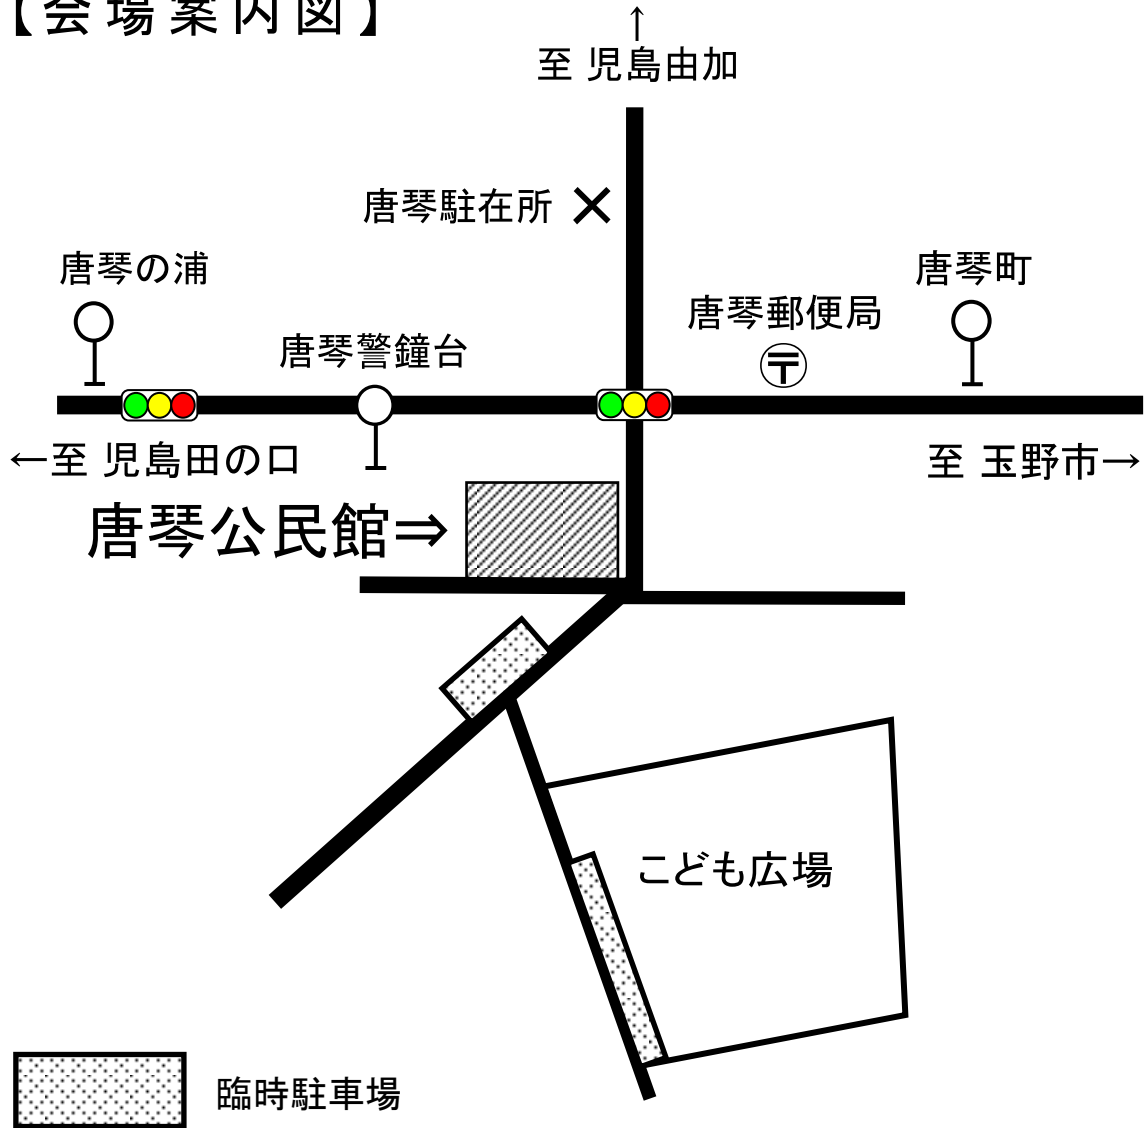 【会場案内図】
↑
至 児島由加
唐琴駐在所 ✕
唐琴の浦
唐琴町
唐琴郵便局
〒
唐琴警鐘台
←至 児島田の口
至 玉野市→
唐琴公民館⇒
こども広場
臨時駐車場